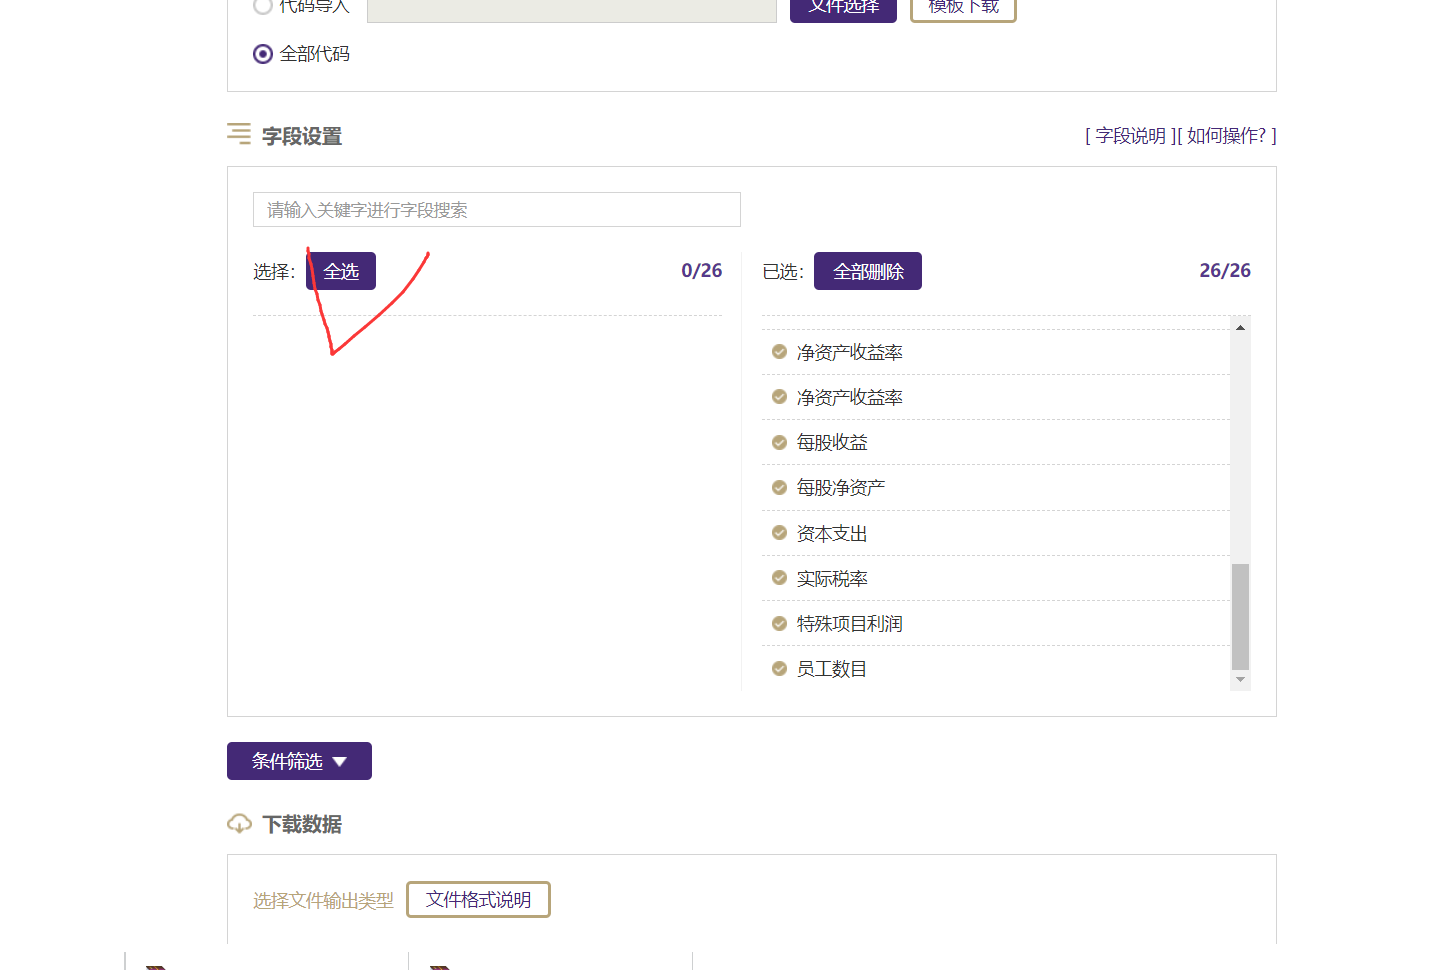 代码导入 文件选择 模板下载
全部代码
字段设置 [ 字段说明 ][ 如何操作? ]
请输入关键字进行字段搜索
选择： 全选 0/26 已选： 全部删除 26/26
净资产收益率
净资产收益率
每股收益
每股净资产
资本支出
实际税率
特殊项目利润
员工数目
条件筛选
下载数据
选择文件输出类型 文件格式说明